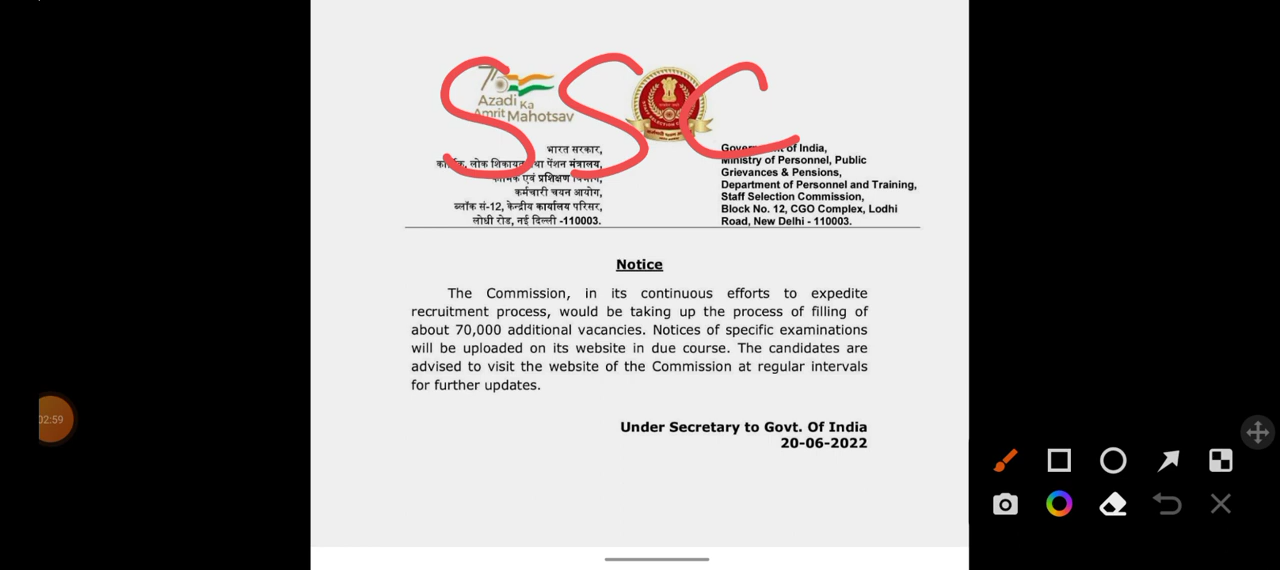 SSC
75
Azadi Ka
Amrit Mahotsav
भारत सरकार,
कार्मिक, लोक शिकायत तथा पेंशन मंत्रालय,
कार्मिक एवं प्रशिक्षण विभाग,
कर्मचारी चयन आयोग,
ब्लॉक सं-12, केन्द्रीय कार्यालय परिसर,
लोधी रोड, नई दिल्ली -110003.
Government of India,
Ministry of Personnel, Public
Grievances & Pensions,
Department of Personnel and Training,
Staff Selection Commission,
Block No. 12, CGO Complex, Lodhi
Road, New Delhi - 110003.
Notice
The Commission, in its continuous efforts to expedite
recruitment process, would be taking up the process of filling of
about 70,000 additional vacancies. Notices of specific examinations
will be uploaded on its website in due course. The candidates are
advised to visit the website of the Commission at regular intervals
for further updates.
Under Secretary to Govt. Of India
20-06-2022
02:59